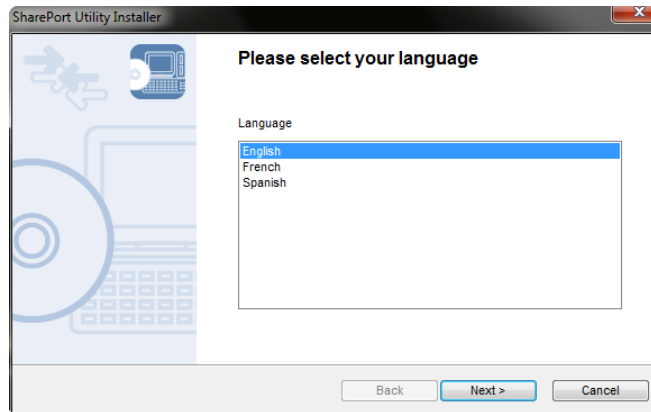 SharePort Utility Installer
Please select your language
Language
English
French
Spanish
Back
Next >
Cancel